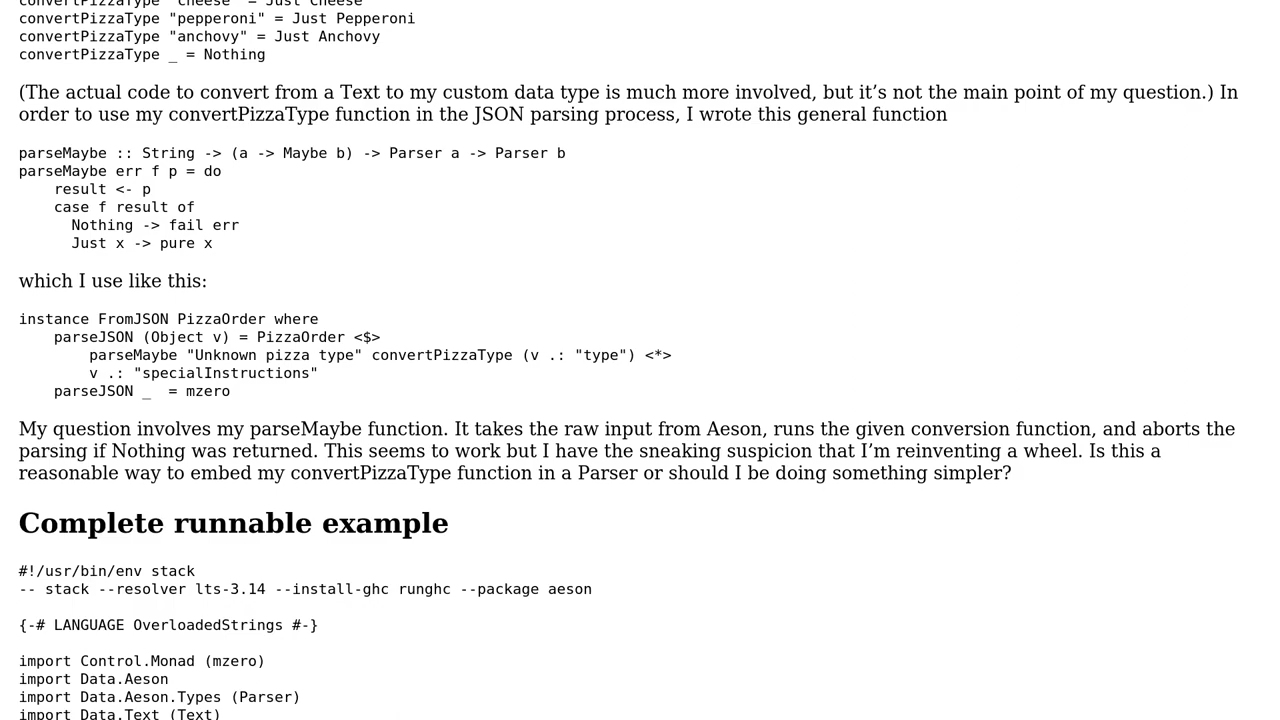 convertPizzaType "cheese" = Just Cheese
convertPizzaType "pepperoni" = Just Pepperoni
convertPizzaType "anchovy" = Just Anchovy
convertPizzaType _ = Nothing
(The actual code to convert from a Text to my custom data type is much more involved, but it’s not the main point of my question.) In
order to use my convertPizzaType function in the JSON parsing process, I wrote this general function
parseMaybe :: String -> (a -> Maybe b) -> Parser a -> Parser b
parseMaybe err f p = do
    result <- p
    case f result of
      Nothing -> fail err
      Just x -> pure x
which I use like this:
instance FromJSON PizzaOrder where
    parseJSON (Object v) = PizzaOrder <$>
        parseMaybe "Unknown pizza type" convertPizzaType (v .: "type") <*>
        v .: "specialInstructions"
    parseJSON _  = mzero
My question involves my parseMaybe function. It takes the raw input from Aeson, runs the given conversion function, and aborts the
parsing if Nothing was returned. This seems to work but I have the sneaking suspicion that I’m reinventing a wheel. Is this a
reasonable way to embed my convertPizzaType function in a Parser or should I be doing something simpler?
Complete runnable example
#!/usr/bin/env stack
-- stack --resolver lts-3.14 --install-ghc runghc --package aeson
{-# LANGUAGE OverloadedStrings #-}
import Control.Monad (mzero)
import Data.Aeson
import Data.Aeson.Types (Parser)
import Data.Text (Text)